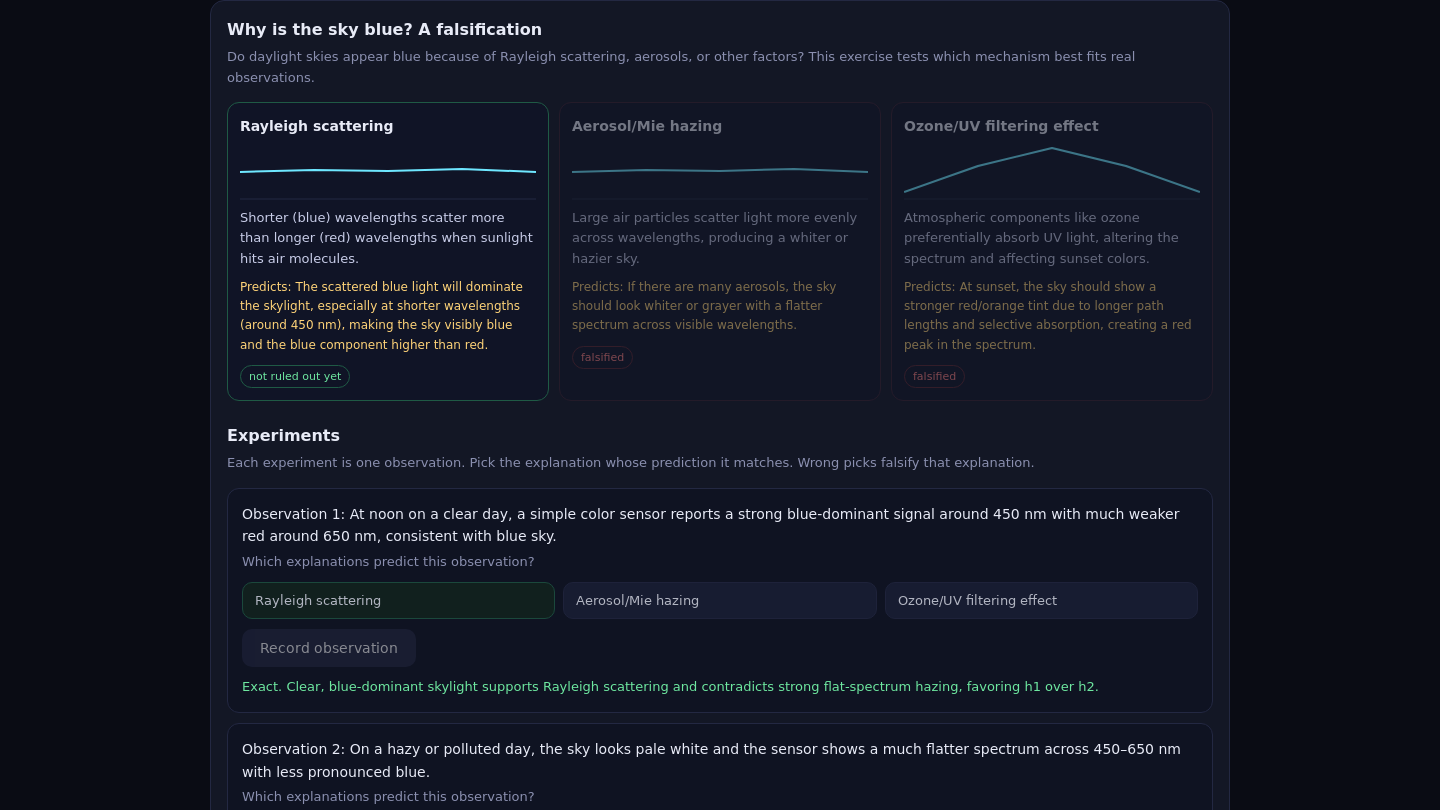 Why is the sky blue? A falsification
Do daylight skies appear blue because of Rayleigh scattering, aerosols, or other factors? This exercise tests which mechanism best fits real
observations.
Rayleigh scattering
Shorter (blue) wavelengths scatter more
than longer (red) wavelengths when sunlight
hits air molecules.
Predicts: The scattered blue light will dominate
the skylight, especially at shorter wavelengths
(around 450 nm), making the sky visibly blue
and the blue component higher than red.
not ruled out yet
Aerosol/Mie hazing
Large air particles scatter light more evenly
across wavelengths, producing a whiter or
hazier sky.
Predicts: If there are many aerosols, the sky
should look whiter or grayer with a flatter
spectrum across visible wavelengths.
falsified
Ozone/UV filtering effect
Atmospheric components like ozone
preferentially absorb UV light, altering the
spectrum and affecting sunset colors.
Predicts: At sunset, the sky should show a
stronger red/orange tint due to longer path
lengths and selective absorption, creating a red
peak in the spectrum.
falsified
Experiments
Each experiment is one observation. Pick the explanation whose prediction it matches. Wrong picks falsify that explanation.
Observation 1: At noon on a clear day, a simple color sensor reports a strong blue-dominant signal around 450 nm with much weaker
red around 650 nm, consistent with blue sky.
Which explanations predict this observation?
Rayleigh scattering
Aerosol/Mie hazing
Ozone/UV filtering effect
Record observation
Exact. Clear, blue-dominant skylight supports Rayleigh scattering and contradicts strong flat-spectrum hazing, favoring h1 over h2.
Observation 2: On a hazy or polluted day, the sky looks pale white and the sensor shows a much flatter spectrum across 450–650 nm
with less pronounced blue.
Which explanations predict this observation?